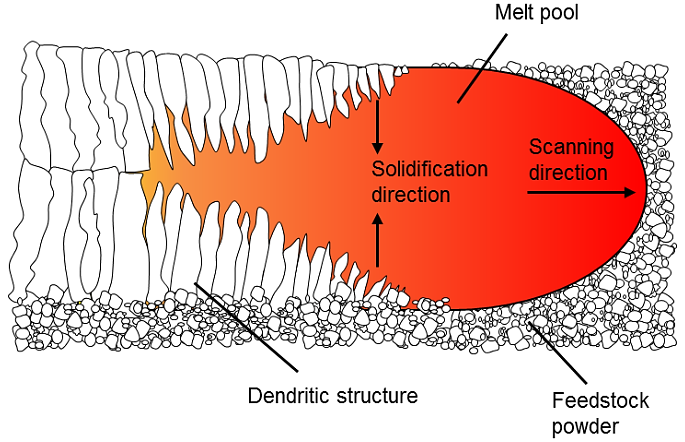 Melt pool
Scanning
direction
Solidification
direction
Dendritic structure
Feedstock
powder